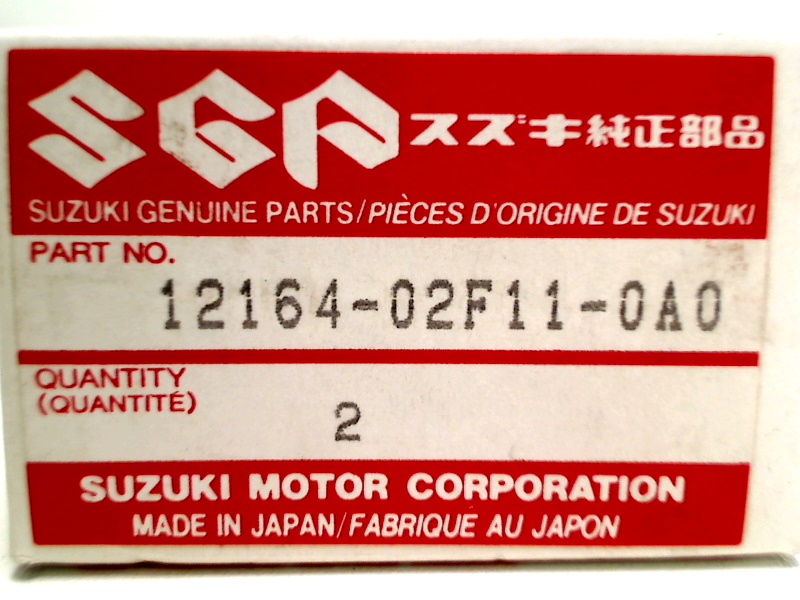 SGP スズキ純正部品
SUZUKI GENUINE PARTS/PIÈCES D'ORIGINE DE SUZUKI
PART NO.
12164-02F11-0A0
QUANTITY
(QUANTITÉ)
2
SUZUKI MOTOR CORPORATION
MADE IN JAPAN/FABRIQUE AU JAPON